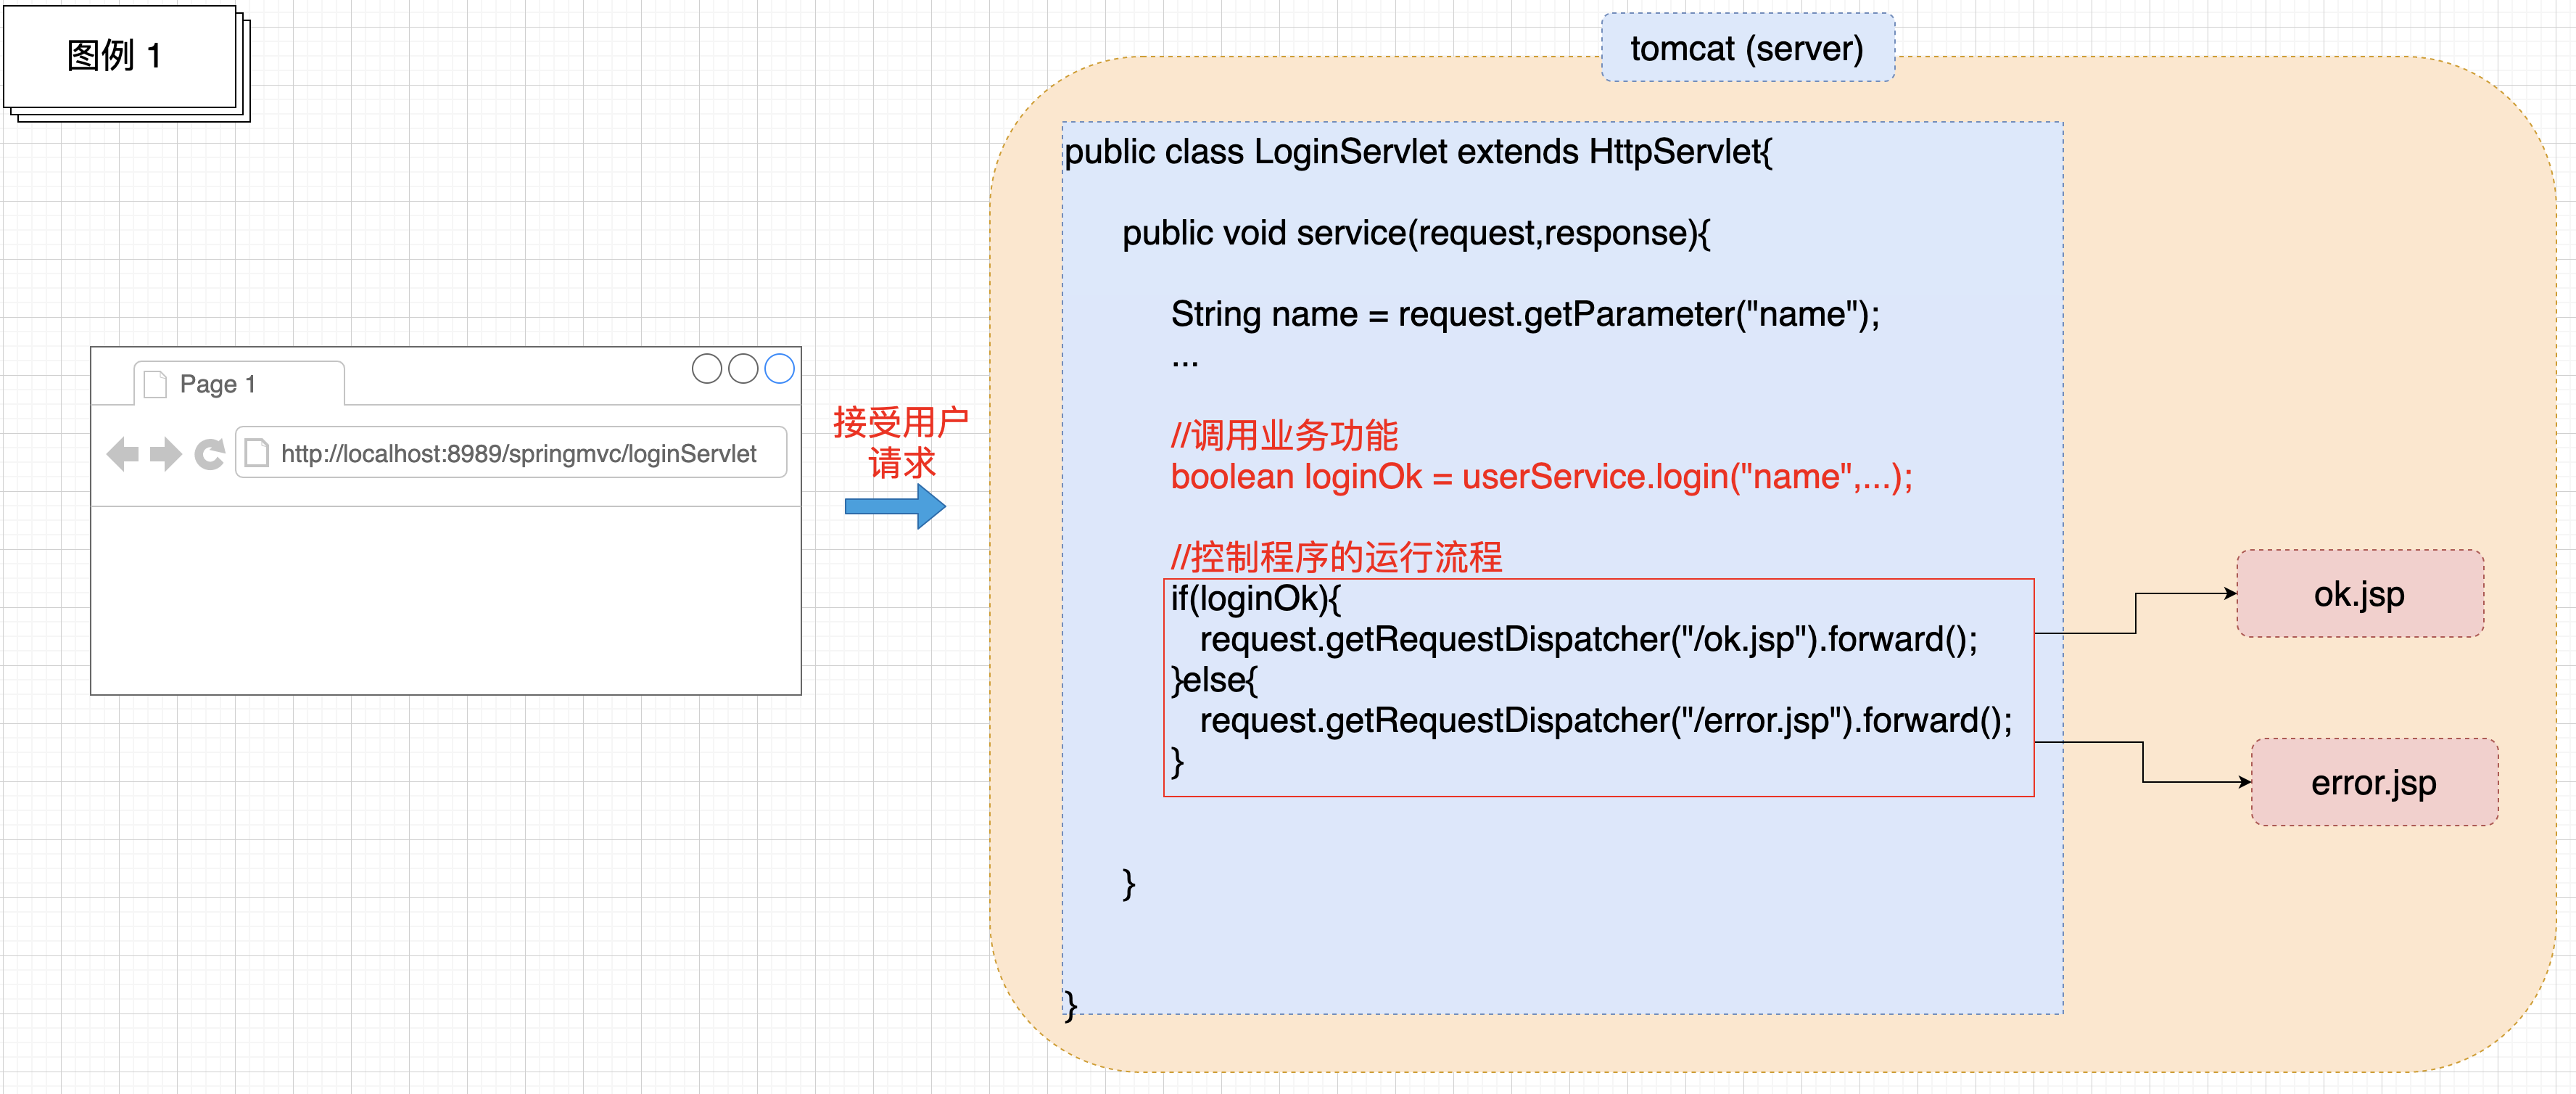 图例 1
tomcat (server)
public class LoginServlet extends HttpServlet{
public void service(request,response){
String name = request.getParameter("name");
...
Page 1
http://localhost:8989/springmvc/loginServlet
接受用户
请求
//调用业务功能
boolean loginOk = userService.login("name",...);
//控制程序的运行流程
if(loginOk){
request.getRequestDispatcher("/ok.jsp").forward();
}else{
request.getRequestDispatcher("/error.jsp").forward();
}
}
}
ok.jsp
error.jsp